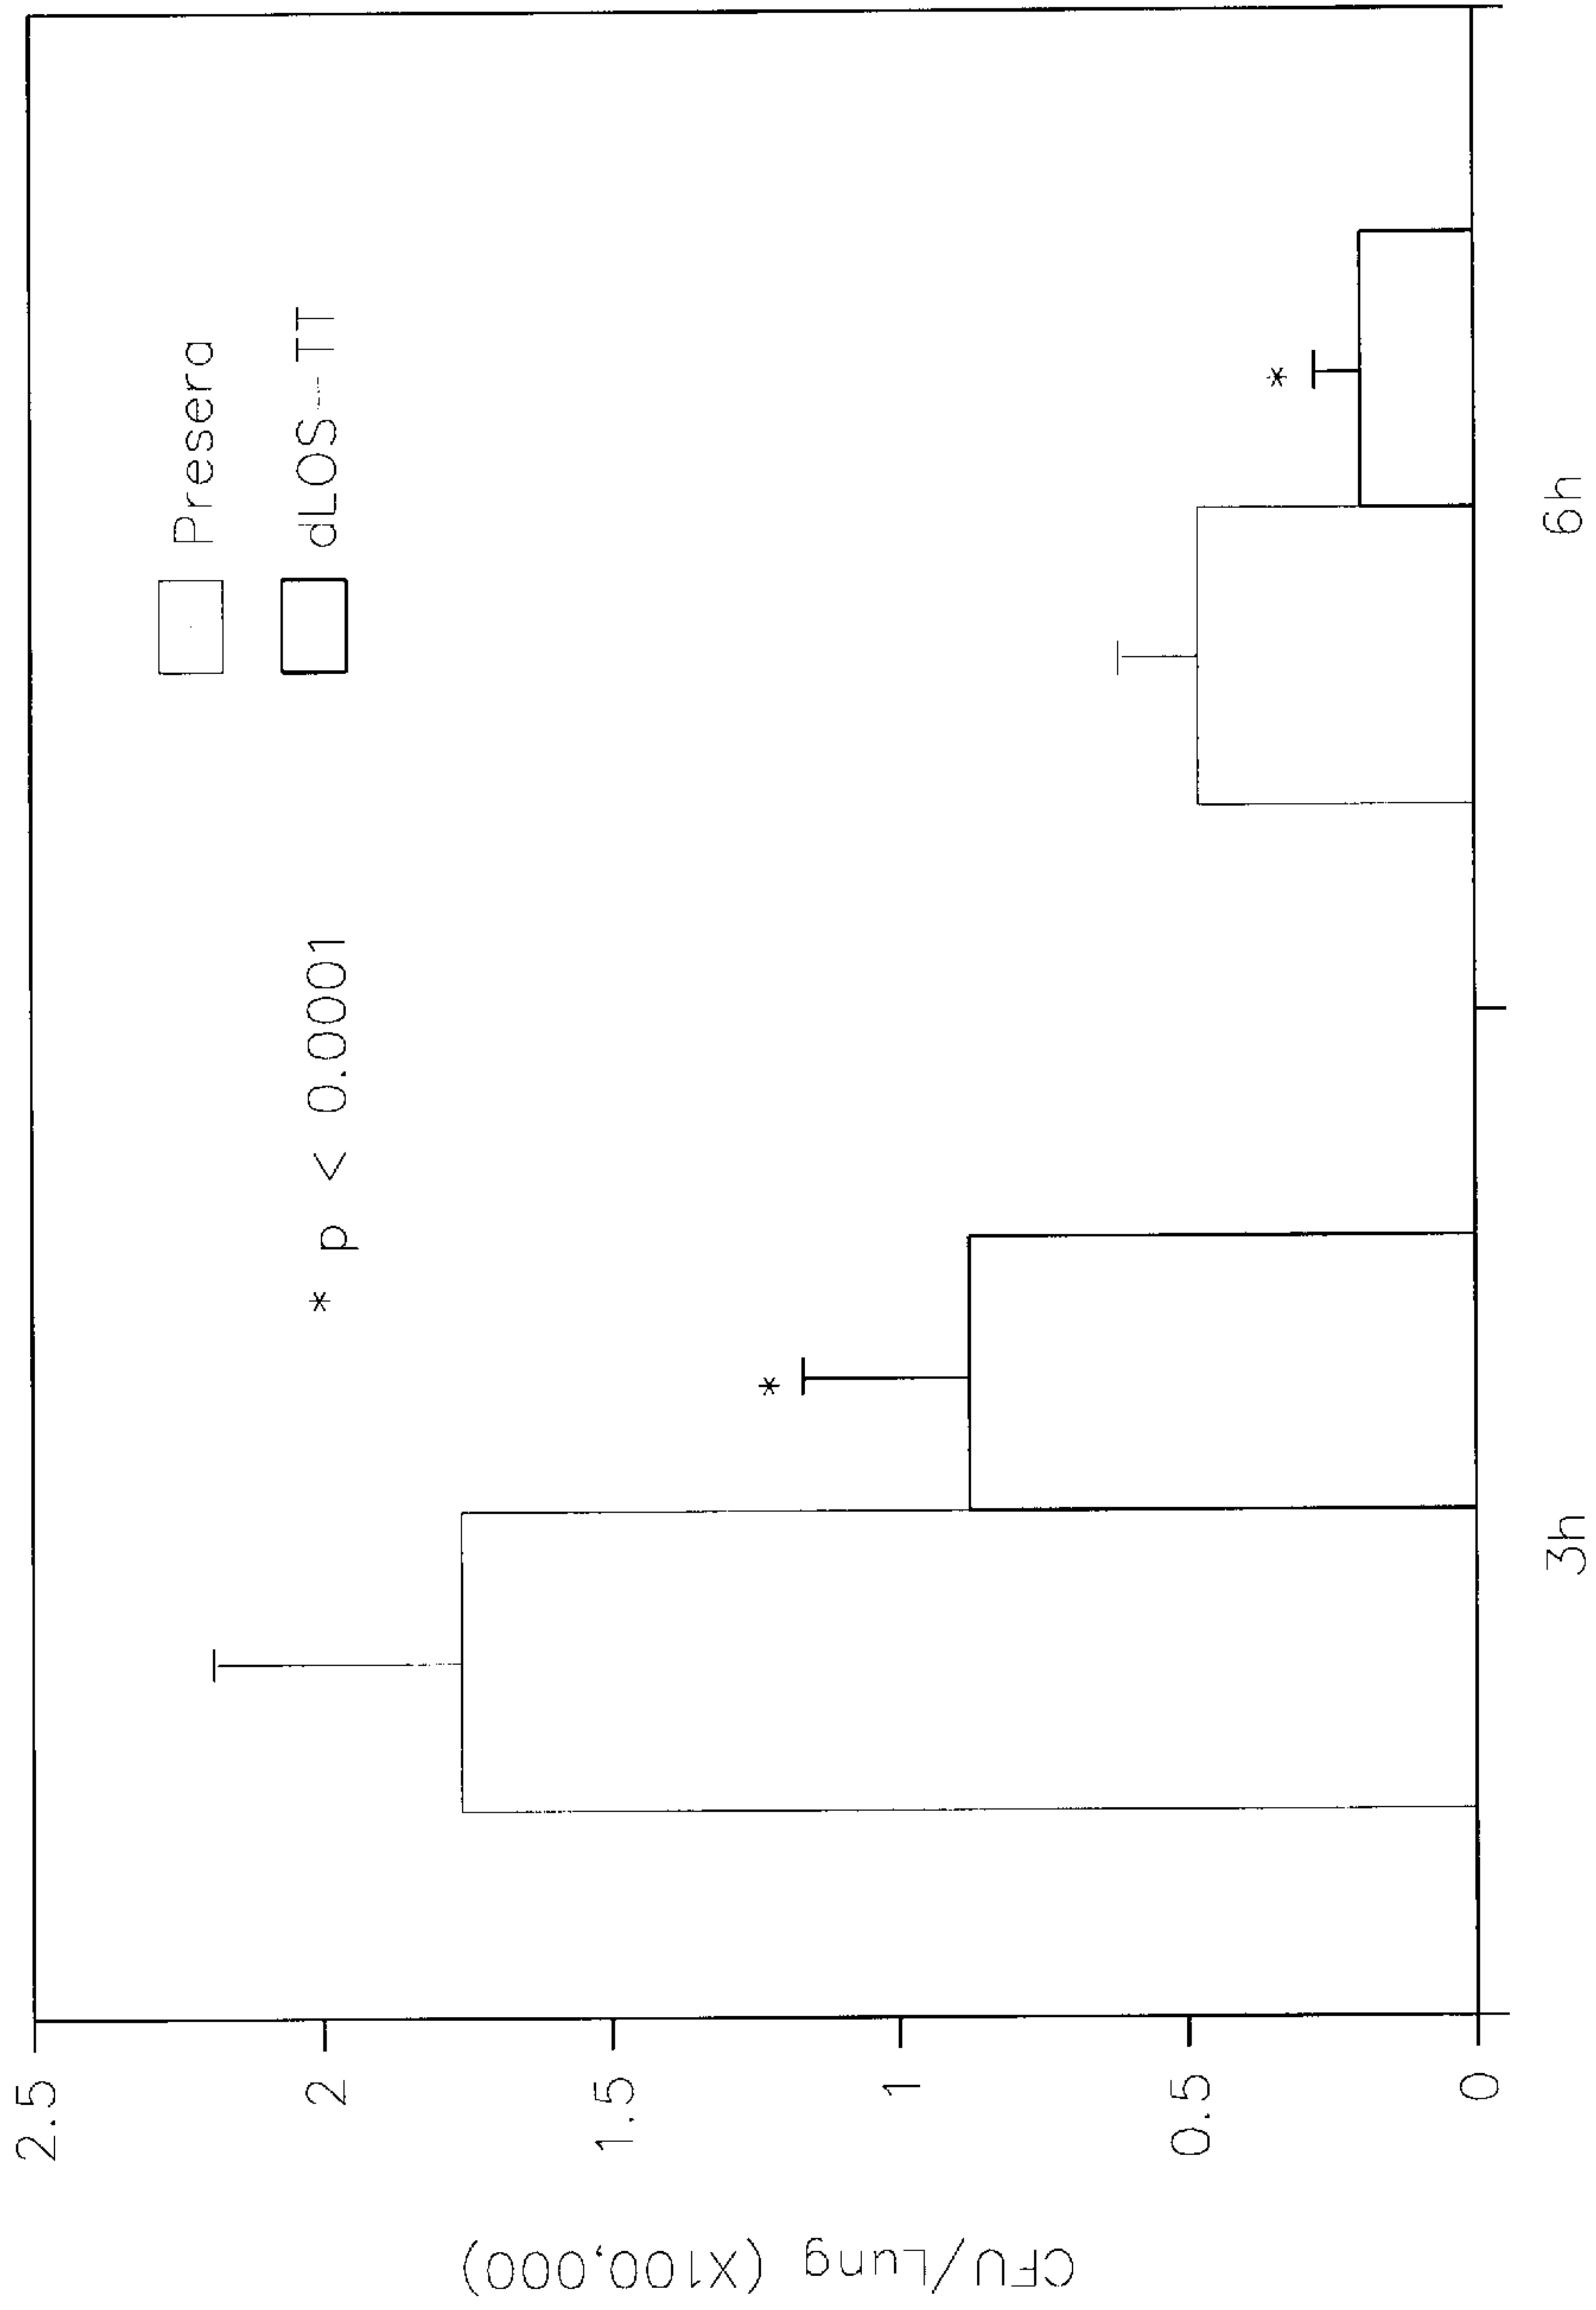 CFU/Lung (X100,000)
2.5
2
1.5
1
0.5
0
Presera
dLOS-TT
* p < 0.0001
*
*
3h
6h